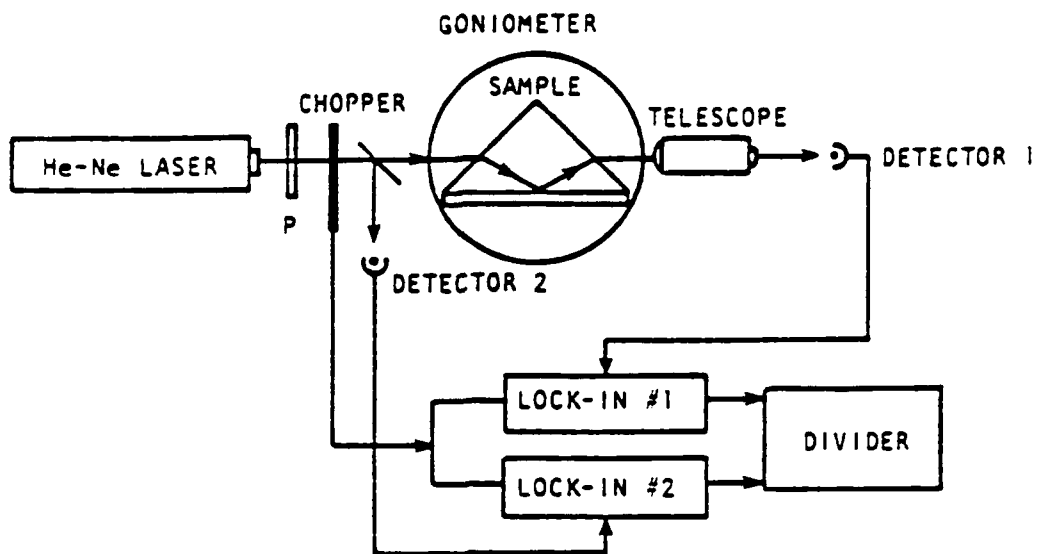 GONIOMETER
SAMPLE
CHOPPER
TELESCOPE
He-Ne LASER
DETECTOR 1
P
DETECTOR 2
LOCK-IN #1
DIVIDER
LOCK-IN #2